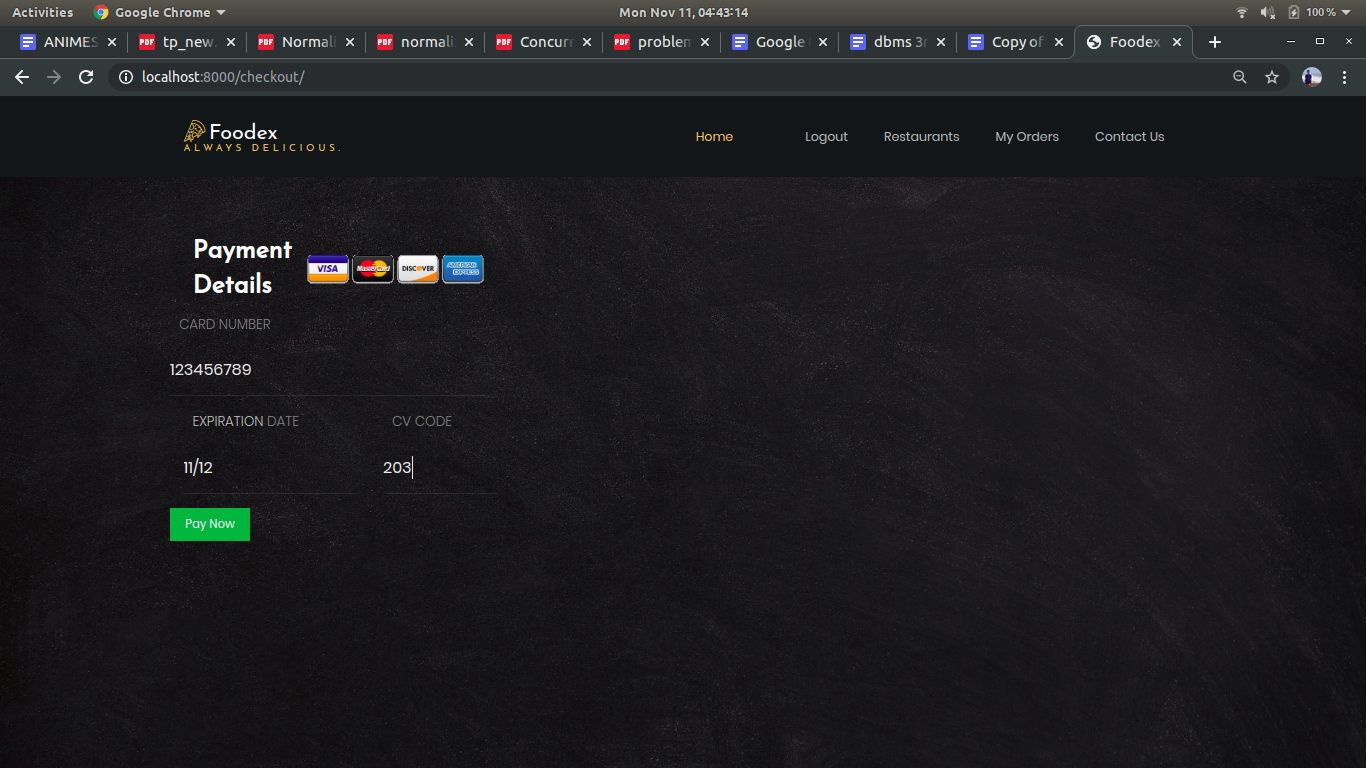 Activities Google Chrome Mon Nov 11, 04:43:14 100 %
ANIMES tp_new. Normali normali Concurr problem Google dbms 3r Copy of Foodex
localhost:8000/checkout/
Foodex
ALWAYS DELICIOUS.
Home Logout Restaurants My Orders Contact Us
Payment
Details
VISA MasterCard DISCOVER AMERICAN EXPRESS
CARD NUMBER
123456789
EXPIRATION DATE CV CODE
11/12 203
Pay Now